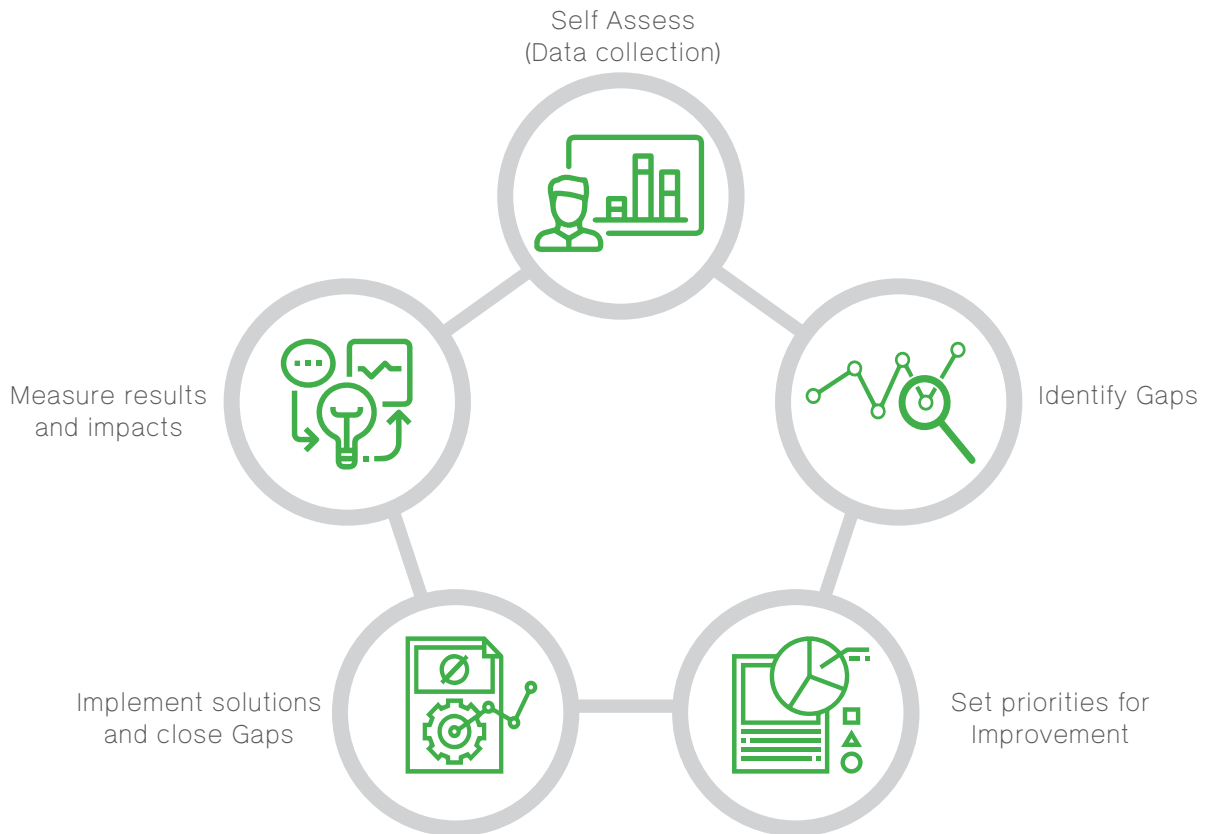 Self Assess
(Data collection)
Identify Gaps
Set priorities for
Improvement
Implement solutions
and close Gaps
Measure results
and impacts